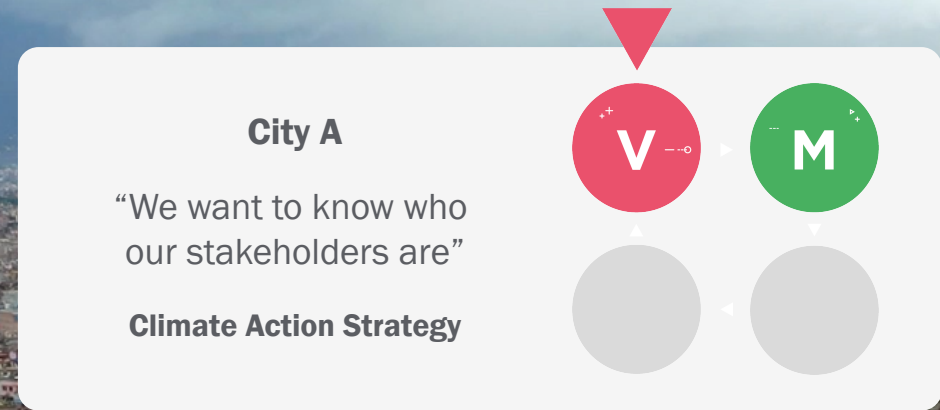 City A
“We want to know who
our stakeholders are”
Climate Action Strategy
V
M